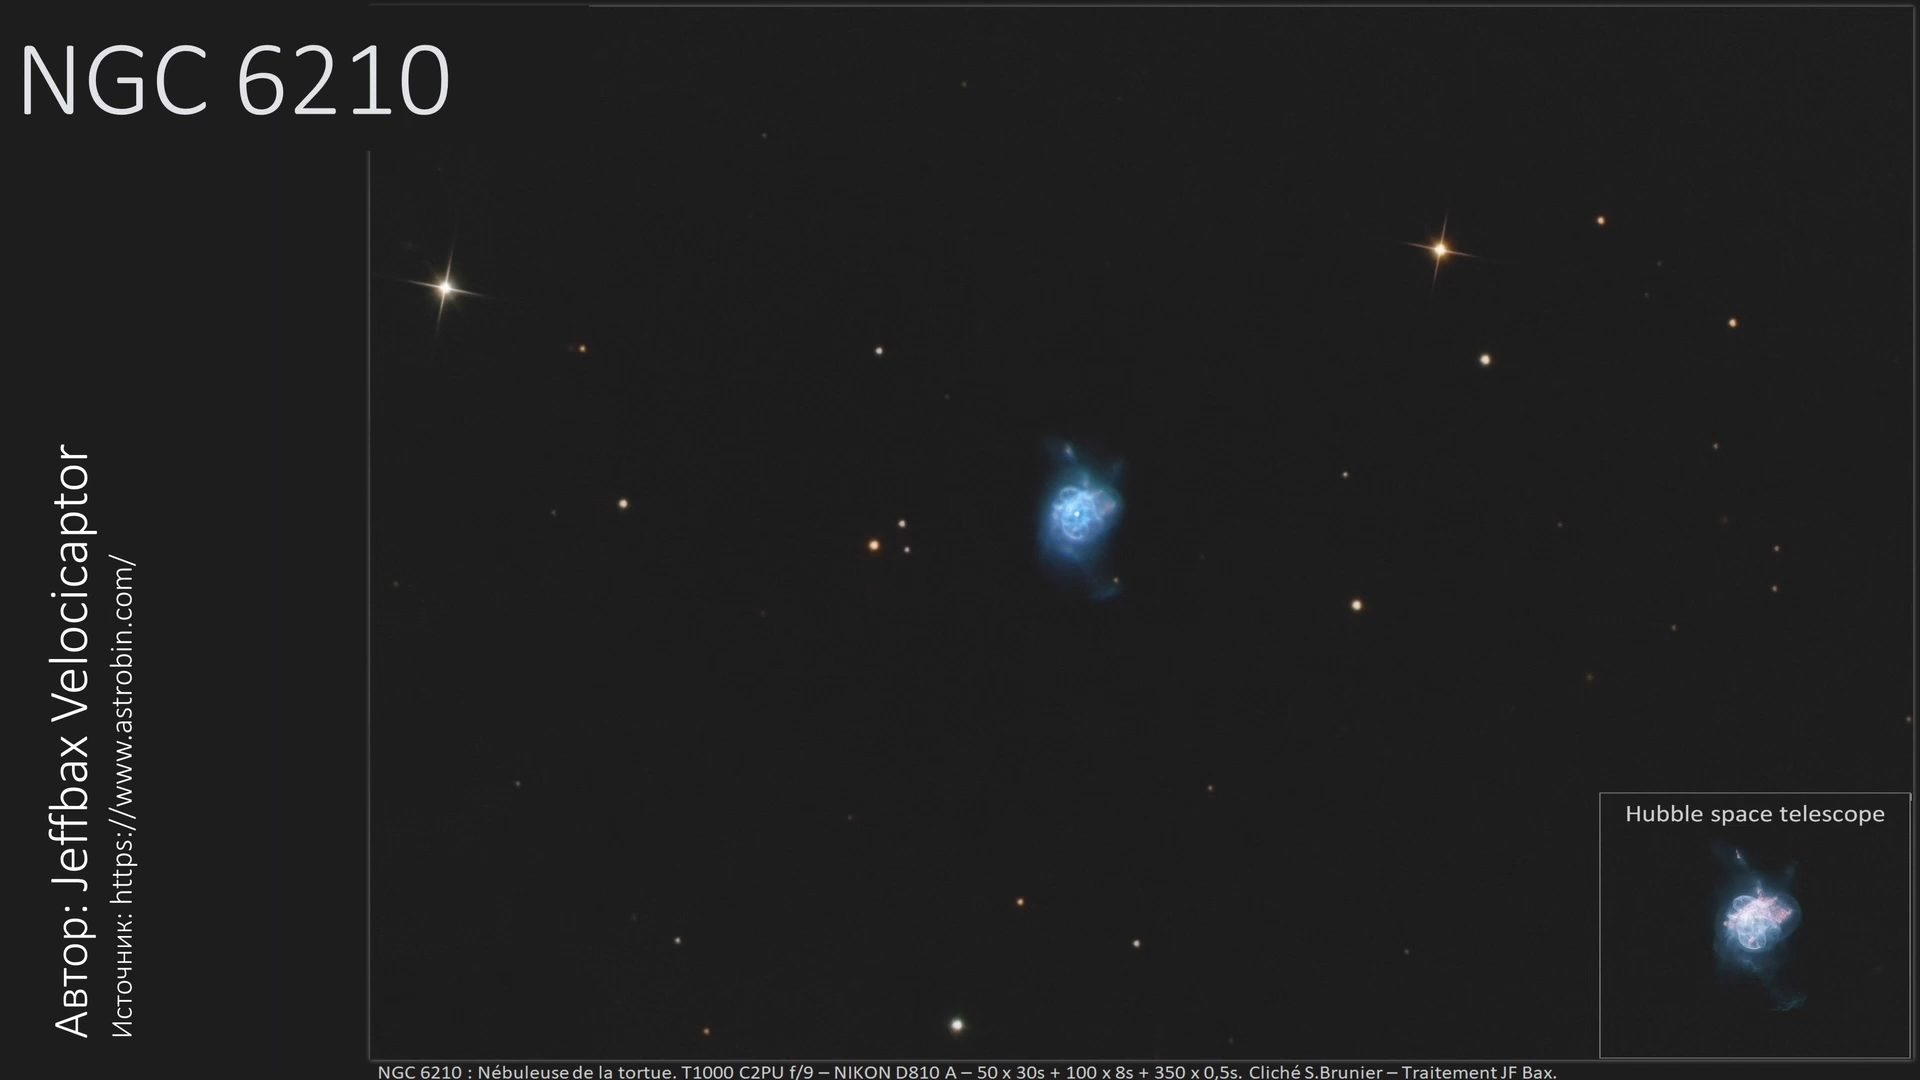 NGC 6210
Автор: Jeffbax Velocicaptor
Источник: https://www.astrobin.com/
Hubble space telescope
NGC 6210 : Nébuleuse de la tortue. T1000 C2PU f/9 – NIKON D810 A – 50 x 30s + 100 x 8s + 350 x 0,5s. Cliché S.Brunier – Traitement JF Bax.